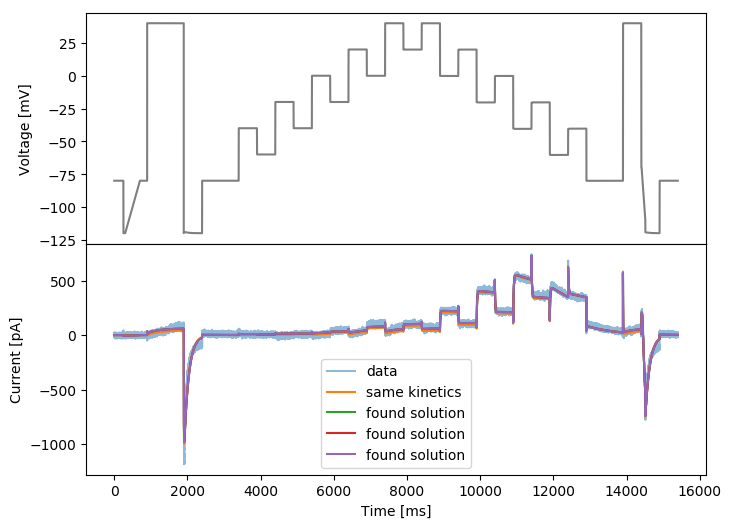 25
0
−25
−50
−75
−100
−125
Voltage [mV]
500
0
−500
−1000
Current [pA]
data
same kinetics
found solution
found solution
found solution
0
2000
4000
6000
8000
10000
12000
14000
16000
Time [ms]